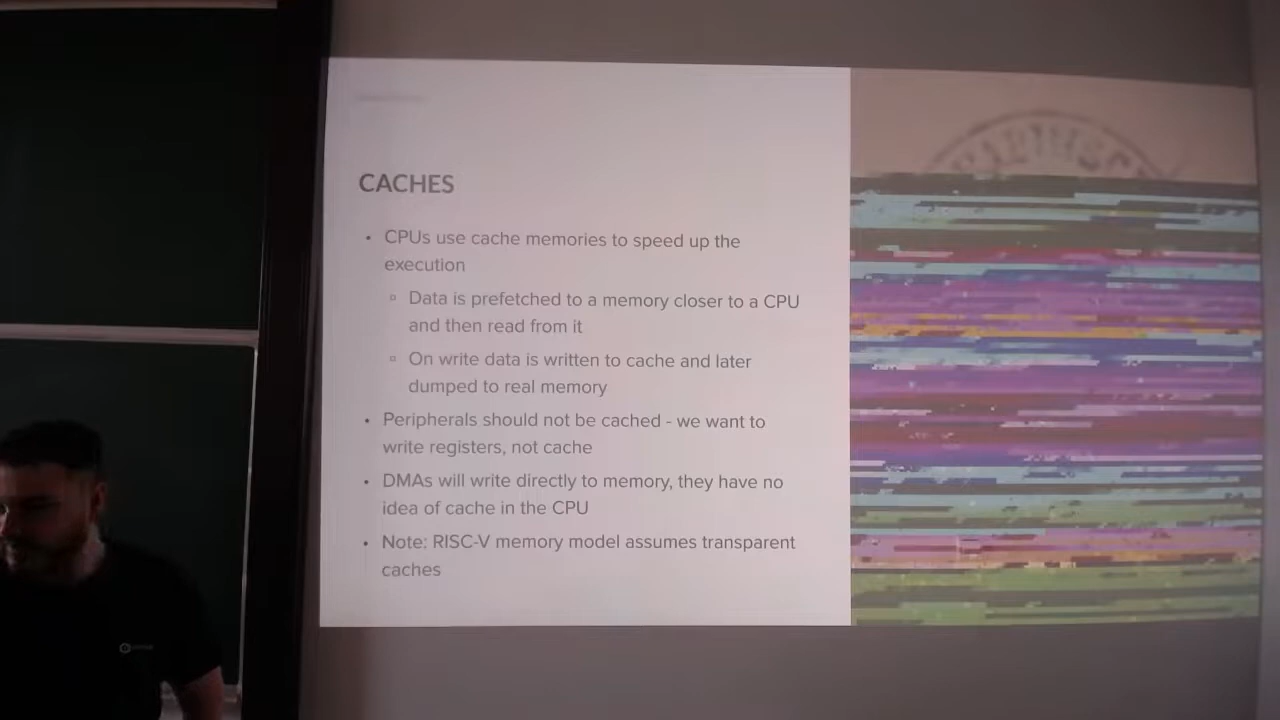 CACHES
• CPUs use cache memories to speed up the
execution
▫ Data is prefetched to a memory closer to a CPU
and then read from it
▫ On write data is written to cache and later
dumped to real memory
• Peripherals should not be cached - we want to
write registers, not cache
• DMAs will write directly to memory, they have no
idea of cache in the CPU
• Note: RISC-V memory model assumes transparent
caches